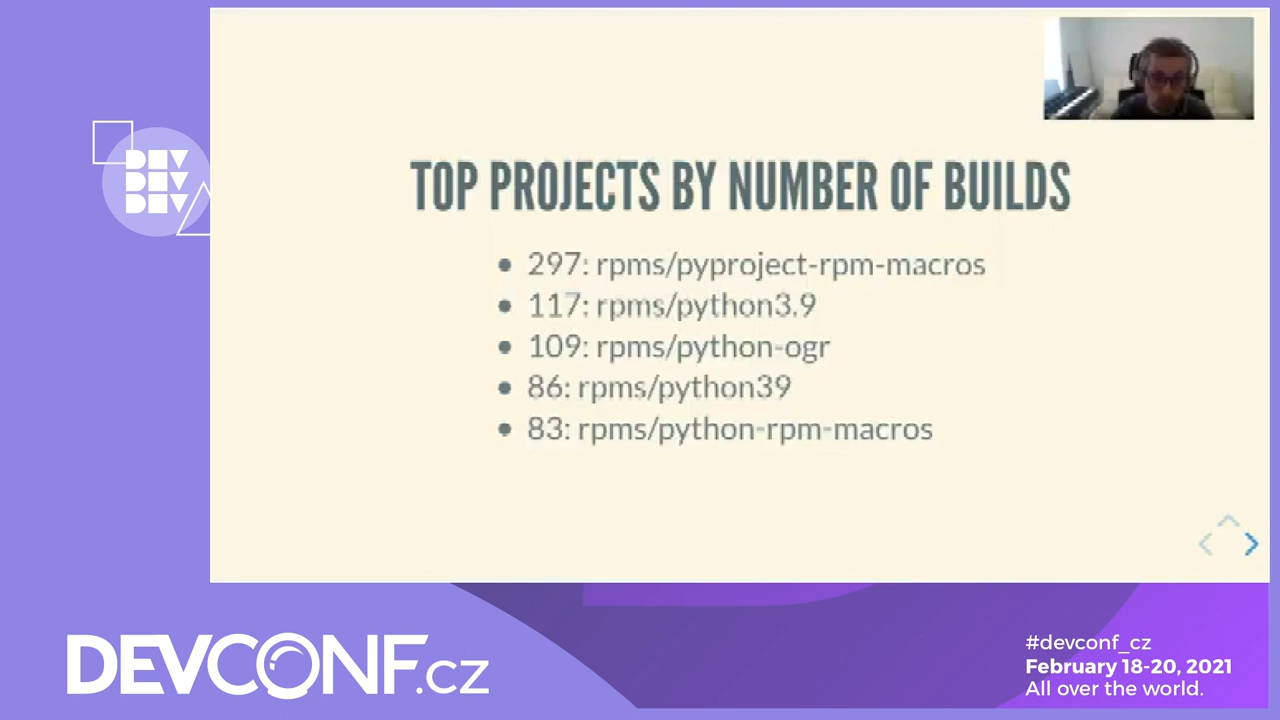 DEV
DEV
DEV
TOP PROJECTS BY NUMBER OF BUILDS
297: rpms/pyproject-rpm-macros
117: rpms/python3.9
109: rpms/python-ogr
86: rpms/python39
83: rpms/python-rpm-macros
DEVCONF.cz
#devconf_cz
February 18-20, 2021
All over the world.